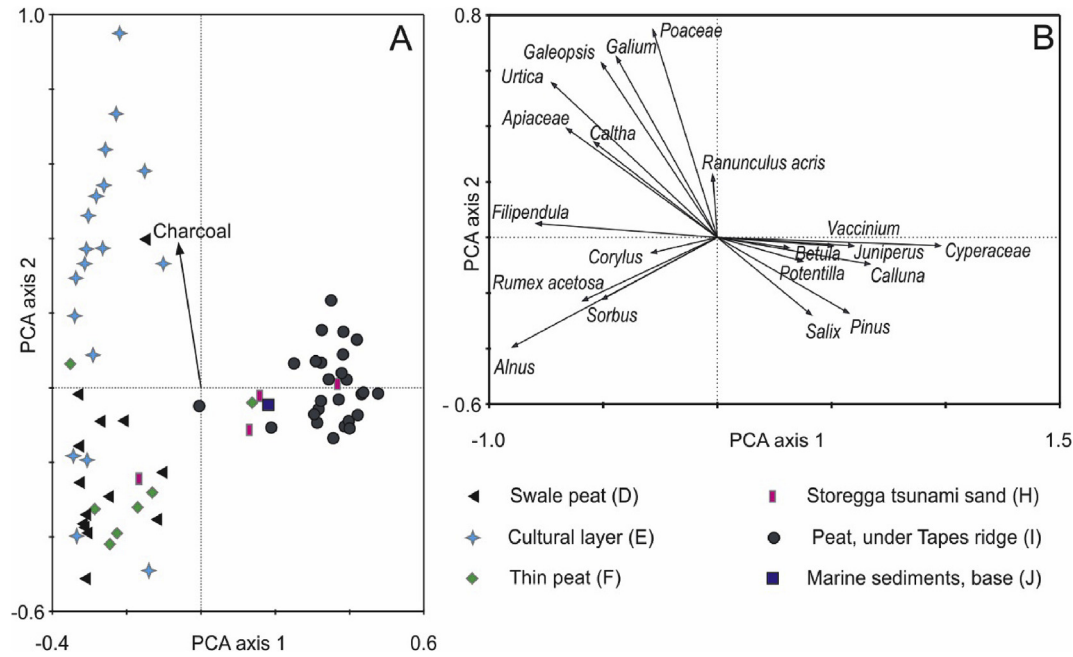 1.0
A
Charcoal
PCA axis 2
-0.6
-0.4
PCA axis 1
0.6
0.8
B
Poaceae
Galium
Galeopsis
Urtica
Apiaceae
Caltha
Ranunculus acris
PCA axis 2
Filipendula
Vaccinium
Corylus
Betula
Juniperus
Cyperaceae
Potentilla
Calluna
Rumex acetosa
Sorbus
Salix
Pinus
Alnus
-0.6
-1.0
PCA axis 1
1.5
Swale peat (D)
Cultural layer (E)
Thin peat (F)
Storegga tsunami sand (H)
Peat, under Tapes ridge (I)
Marine sediments, base (J)